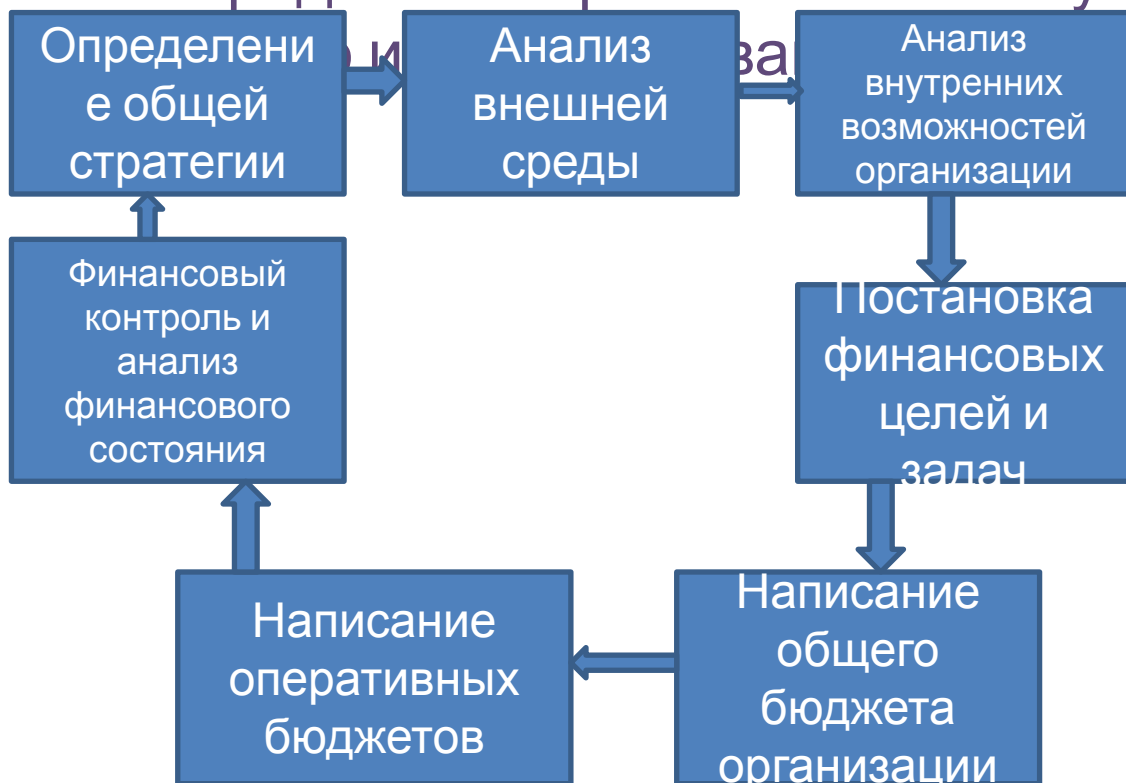 Определени
е общей
стратегии
Анализ
внешней
среды
Анализ
внутренних
возможностей
организации
Финансовый
контроль и
анализ
финансового
состояния
Постановка
финансовых
целей и
задач
Написание
оперативных
бюджетов
Написание
общего
бюджета
организации